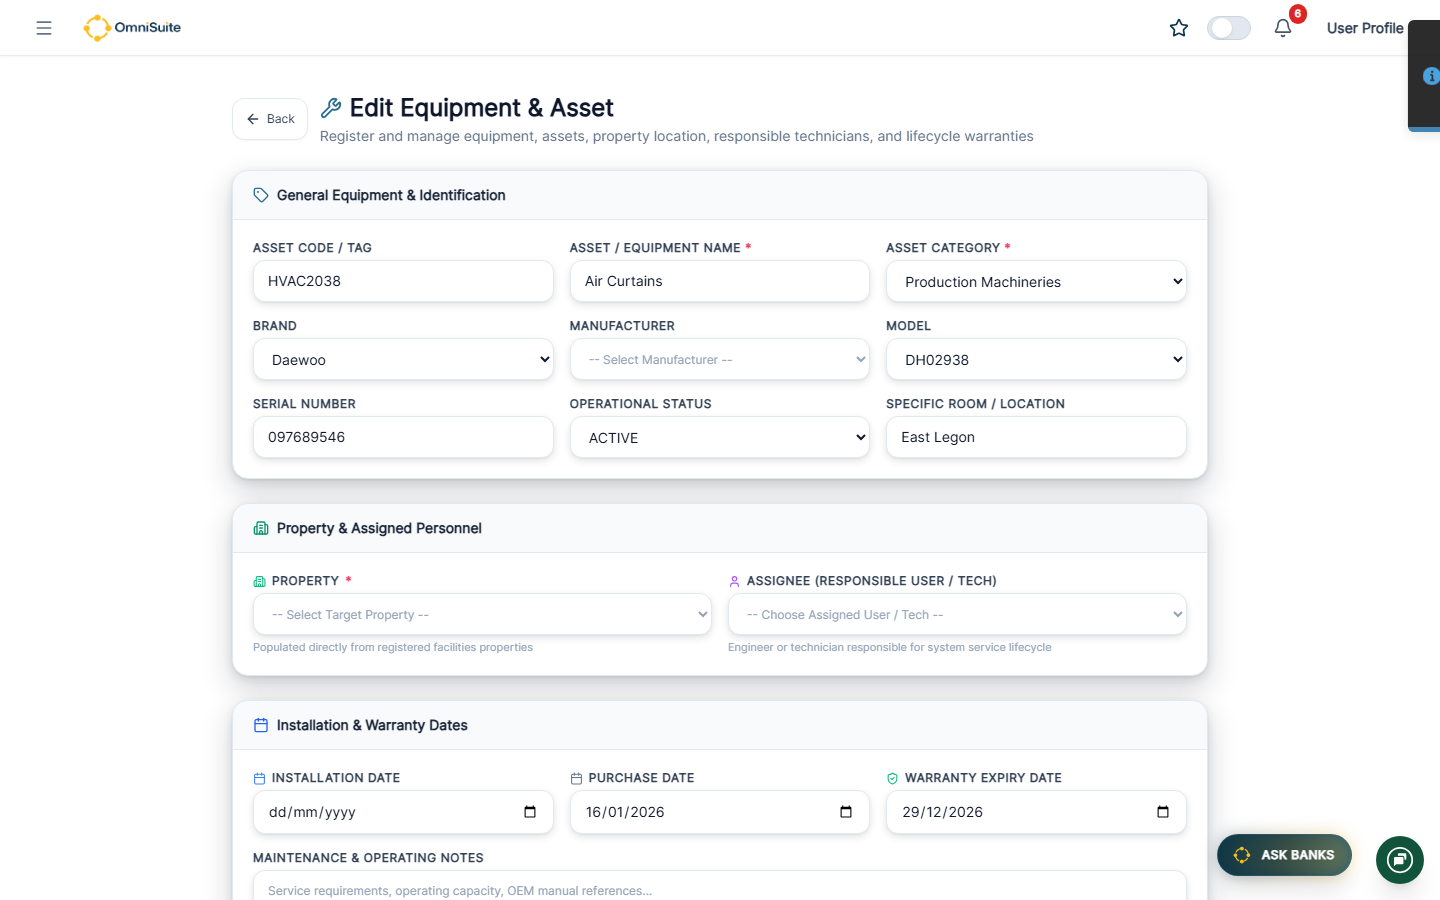 OmniSuite
6
User Profile
Back
Edit Equipment & Asset
Register and manage equipment, assets, property location, responsible technicians, and lifecycle warranties
General Equipment & Identification
ASSET CODE / TAG
ASSET / EQUIPMENT NAME *
ASSET CATEGORY *
HVAC2038
Air Curtains
Production Machineries
BRAND
MANUFACTURER
MODEL
Daewoo
-- Select Manufacturer --
DH02938
SERIAL NUMBER
OPERATIONAL STATUS
SPECIFIC ROOM / LOCATION
097689546
ACTIVE
East Legon
Property & Assigned Personnel
PROPERTY *
ASSIGNEE (RESPONSIBLE USER / TECH)
-- Select Target Property --
-- Choose Assigned User / Tech --
Populated directly from registered facilities properties
Engineer or technician responsible for system service lifecycle
Installation & Warranty Dates
INSTALLATION DATE
PURCHASE DATE
WARRANTY EXPIRY DATE
dd/mm/yyyy
16/01/2026
29/12/2026
MAINTENANCE & OPERATING NOTES
Service requirements, operating capacity, OEM manual references...
ASK BANKS